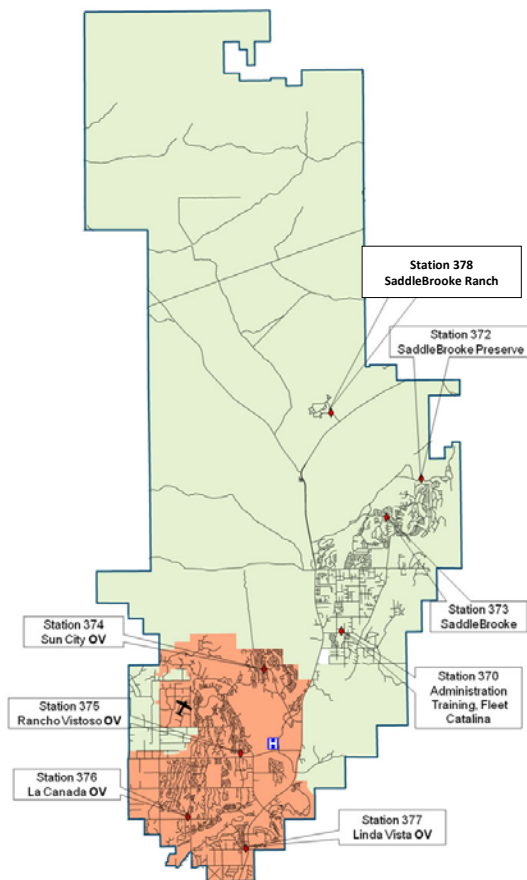 Station 378
SaddleBrooke Ranch
Station 372
SaddleBrooke Preserve
Station 374
Sun City OV
Station 373
SaddleBrooke
Station 375
Rancho Vistoso OV
Station 370
Administration
Training, Fleet
Catalina
H
Station 376
La Canada OV
Station 377
Linda Vista OV